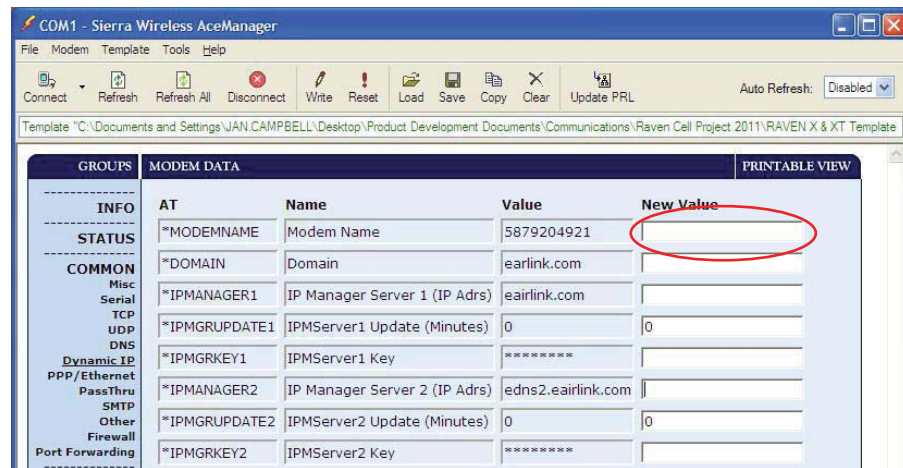 COM1 - Sierra Wireless AceManager
File Modem Template Tools Help
Connect Refresh Refresh All Disconnect Write Reset Load Save Copy Clear Update PRL Auto Refresh: Disabled
Template "C:\Documents and Settings\JAN.CAMPBELL\Desktop\Product Development Documents\Communications\Raven Cell Project 2011\RAVEN X & XT Template
GROUPS MODEM DATA PRINTABLE VIEW
INFO
STATUS
COMMON
Misc
Serial
TCP
UDP
DNS
Dynamic IP
PPP/Ethernet
PassThru
SMTP
Other
Firewall
Port Forwarding
AT Name Value New Value
*MODEMNAME Modem Name 5879204921
*DOMAIN Domain earlink.com
*IPMANAGER1 IP Manager Server 1 (IP Adrs) eairlink.com
*IPMGRUPDATE1 IPMServer1 Update (Minutes) 0 0
*IPMGRKEY1 IPMServer1 Key ********
*IPMANAGER2 IP Manager Server 2 (IP Adrs) edns2.eairlink.com
*IPMGRUPDATE2 IPMServer2 Update (Minutes) 0 0
*IPMGRKEY2 IPMServer2 Key ********